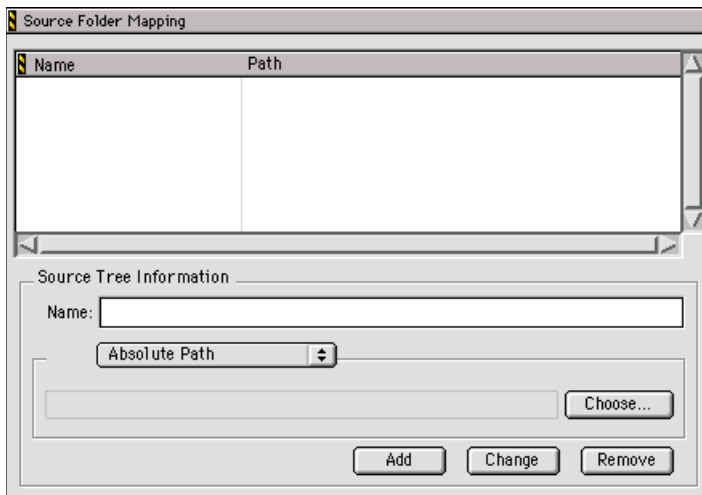 Source Folder Mapping
Name Path
Source Tree Information
Name:
Absolute Path
Choose...
Add Change Remove